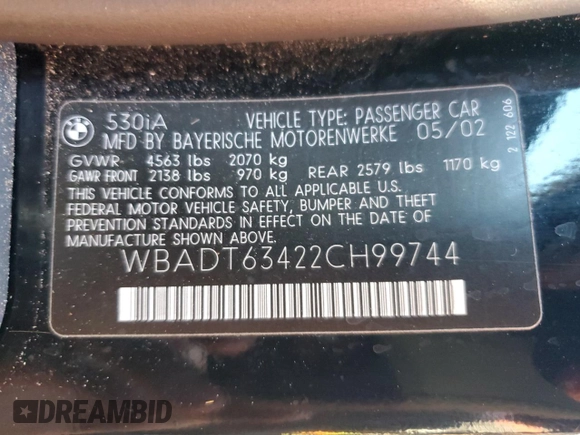 530iA VEHICLE TYPE: PASSENGER CAR
MFD BY BAYERISCHE MOTORENWERKE 05/02
GVWR 4563 lbs 2070 kg
GAWR FRONT 2138 lbs 970 kg REAR 2579 lbs 1170 kg
THIS VEHICLE CONFORMS TO ALL APPLICABLE U.S.
FEDERAL MOTOR VEHICLE SAFETY, BUMPER AND THEFT
PREVENTION STANDARDS IN EFFECT ON THE DATE OF
MANUFACTURE SHOWN ABOVE.
WBADT63422CH99744
2 122 606
DREAMBID